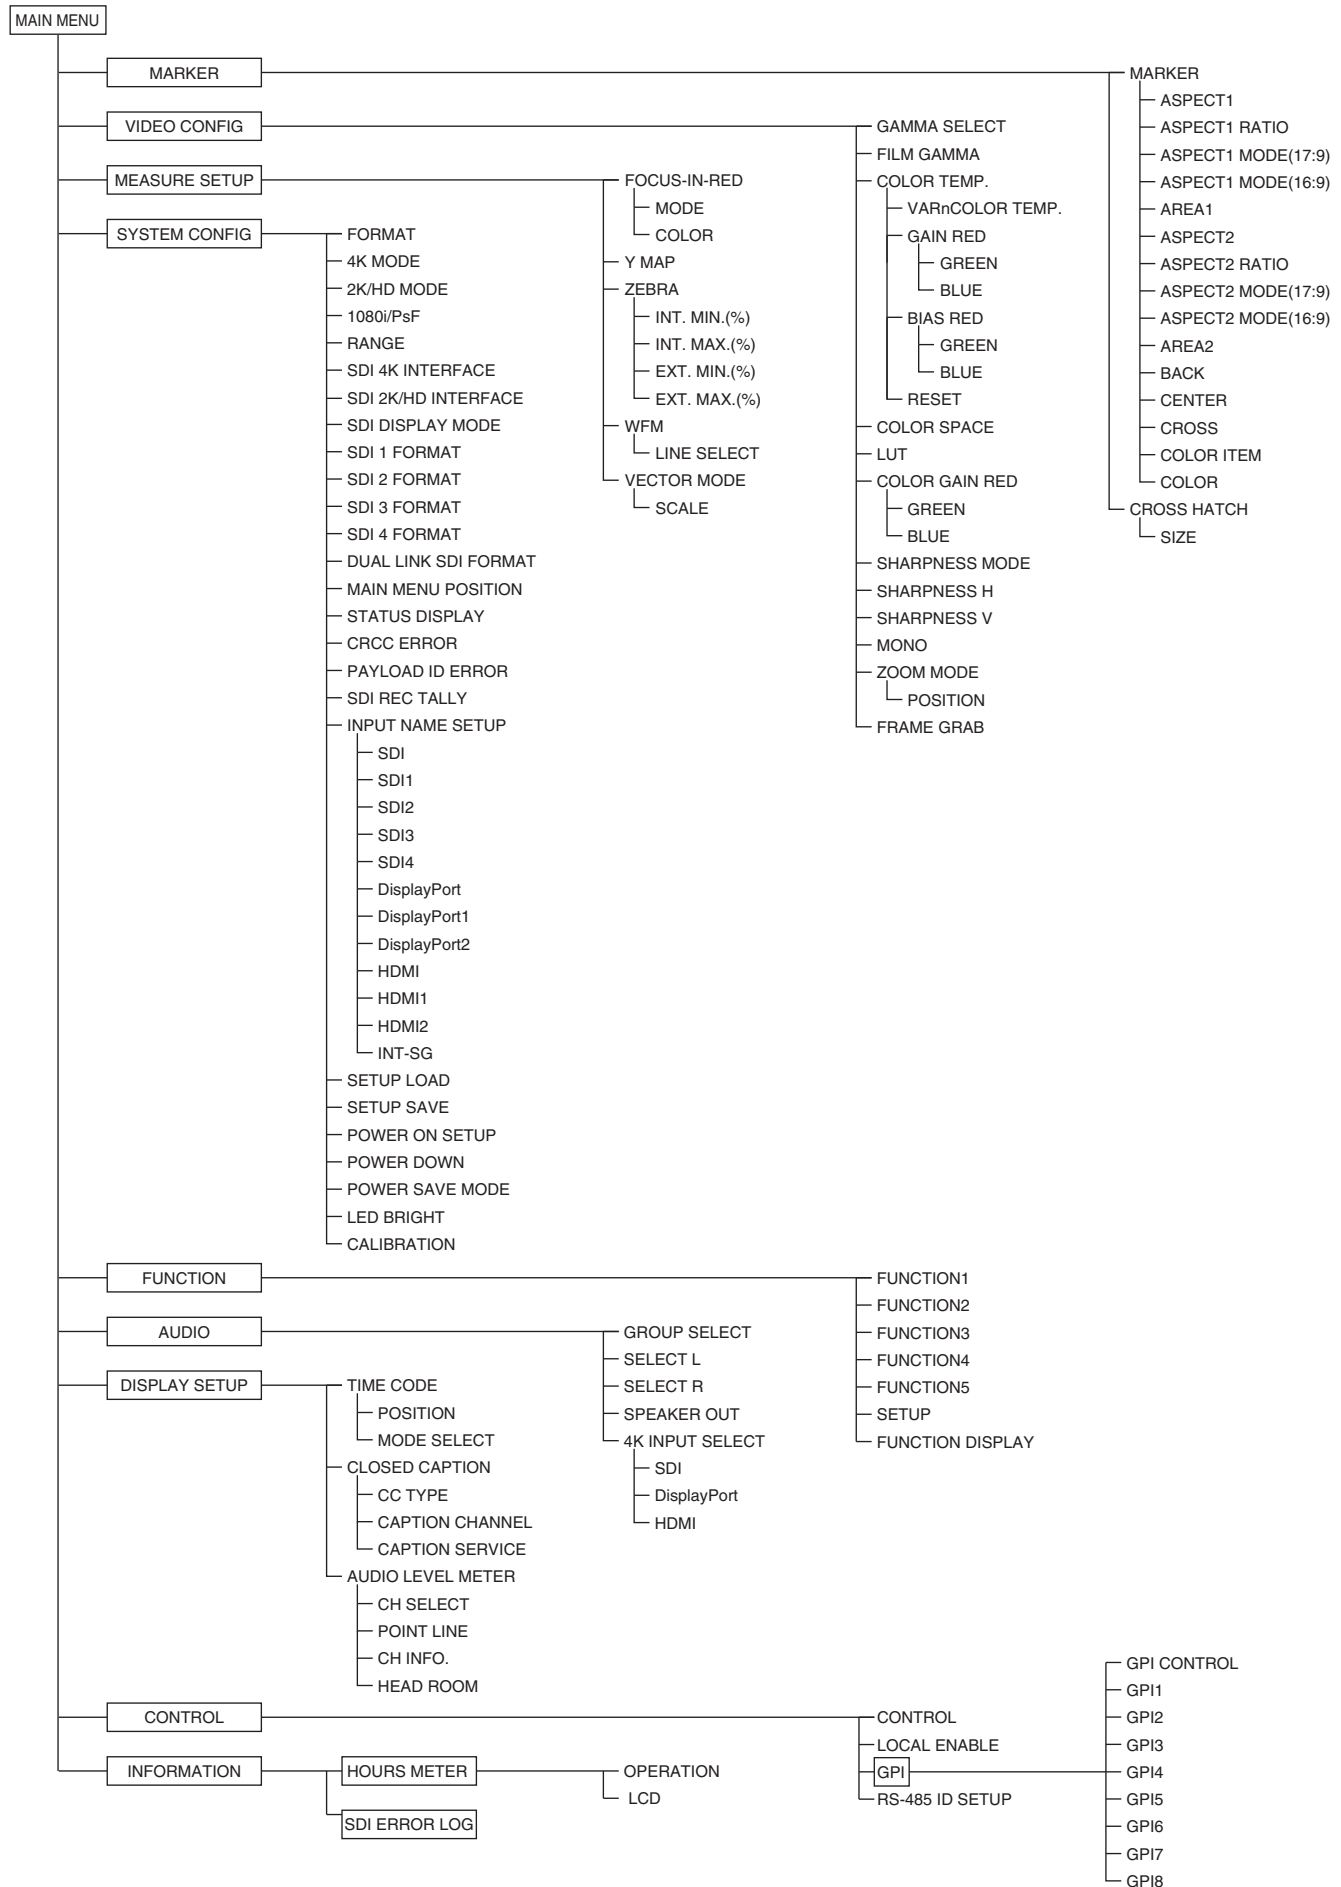 MAIN MENU
MARKER
MARKER
ASPECT1
ASPECT1 RATIO
ASPECT1 MODE(17:9)
ASPECT1 MODE(16:9)
AREA1
ASPECT2
ASPECT2 RATIO
ASPECT2 MODE(17:9)
ASPECT2 MODE(16:9)
AREA2
BACK
CENTER
CROSS
COLOR ITEM
COLOR
CROSS HATCH
SIZE
VIDEO CONFIG
GAMMA SELECT
FILM GAMMA
COLOR TEMP.
VARnCOLOR TEMP.
GAIN RED
GREEN
BLUE
BIAS RED
GREEN
BLUE
RESET
COLOR SPACE
LUT
COLOR GAIN RED
GREEN
BLUE
SHARPNESS MODE
SHARPNESS H
SHARPNESS V
MONO
ZOOM MODE
POSITION
FRAME GRAB
MEASURE SETUP
FOCUS-IN-RED
MODE
COLOR
Y MAP
ZEBRA
INT. MIN.(%)
INT. MAX.(%)
EXT. MIN.(%)
EXT. MAX.(%)
WFM
LINE SELECT
VECTOR MODE
SCALE
SYSTEM CONFIG
FORMAT
4K MODE
2K/HD MODE
1080i/PsF
RANGE
SDI 4K INTERFACE
SDI 2K/HD INTERFACE
SDI DISPLAY MODE
SDI 1 FORMAT
SDI 2 FORMAT
SDI 3 FORMAT
SDI 4 FORMAT
DUAL LINK SDI FORMAT
MAIN MENU POSITION
STATUS DISPLAY
CRCC ERROR
PAYLOAD ID ERROR
SDI REC TALLY
INPUT NAME SETUP
SDI
SDI1
SDI2
SDI3
SDI4
DisplayPort
DisplayPort1
DisplayPort2
HDMI
HDMI1
HDMI2
INT-SG
SETUP LOAD
SETUP SAVE
POWER ON SETUP
POWER DOWN
POWER SAVE MODE
LED BRIGHT
CALIBRATION
FUNCTION
FUNCTION1
FUNCTION2
FUNCTION3
FUNCTION4
FUNCTION5
SETUP
FUNCTION DISPLAY
AUDIO
GROUP SELECT
SELECT L
SELECT R
SPEAKER OUT
4K INPUT SELECT
SDI
DisplayPort
HDMI
DISPLAY SETUP
TIME CODE
POSITION
MODE SELECT
CLOSED CAPTION
CC TYPE
CAPTION CHANNEL
CAPTION SERVICE
AUDIO LEVEL METER
CH SELECT
POINT LINE
CH INFO.
HEAD ROOM
CONTROL
CONTROL
LOCAL ENABLE
GPI
GPI CONTROL
GPI1
GPI2
GPI3
GPI4
GPI5
GPI6
GPI7
GPI8
RS-485 ID SETUP
INFORMATION
HOURS METER
OPERATION
LCD
SDI ERROR LOG